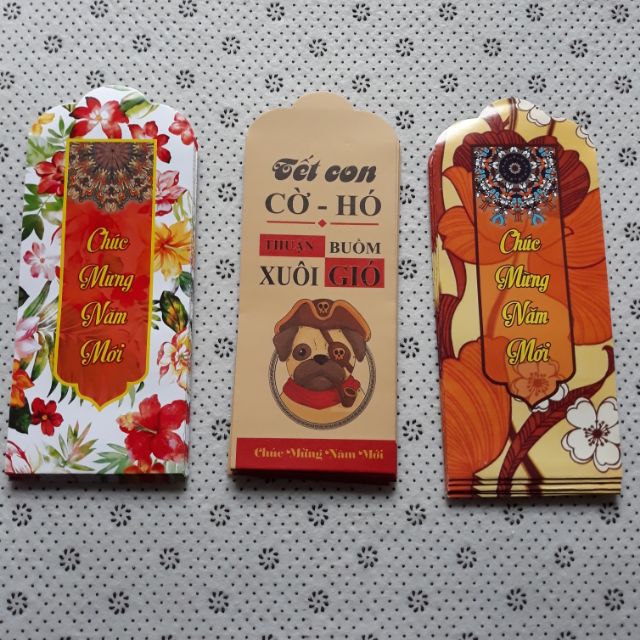 Chúc
Mừng
Năm
Mới
Tết con
CỜ - HÓ
THUẬN BUỒM
XUÔI GIÓ
Chúc Mừng Năm Mới
Chúc
Mừng
Năm
Mới